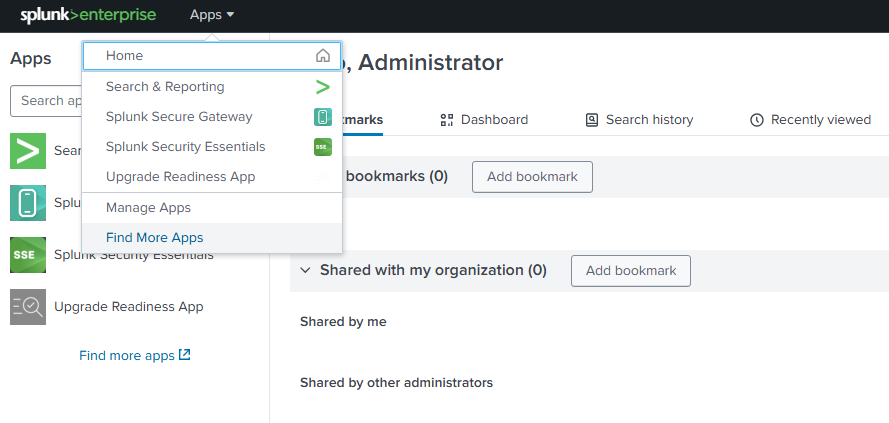 splunk>enterprise Apps
Apps
Search ap
Sear
Splu
Splunk Security Essentials
Upgrade Readiness App
Find more apps
Home
Search & Reporting
Splunk Secure Gateway
Splunk Security Essentials
SSE
Upgrade Readiness App
Manage Apps
Find More Apps
SSE
, Administrator
kmarks Dashboard Search history Recently viewed
bookmarks (0) Add bookmark
Shared with my organization (0) Add bookmark
Shared by me
Shared by other administrators